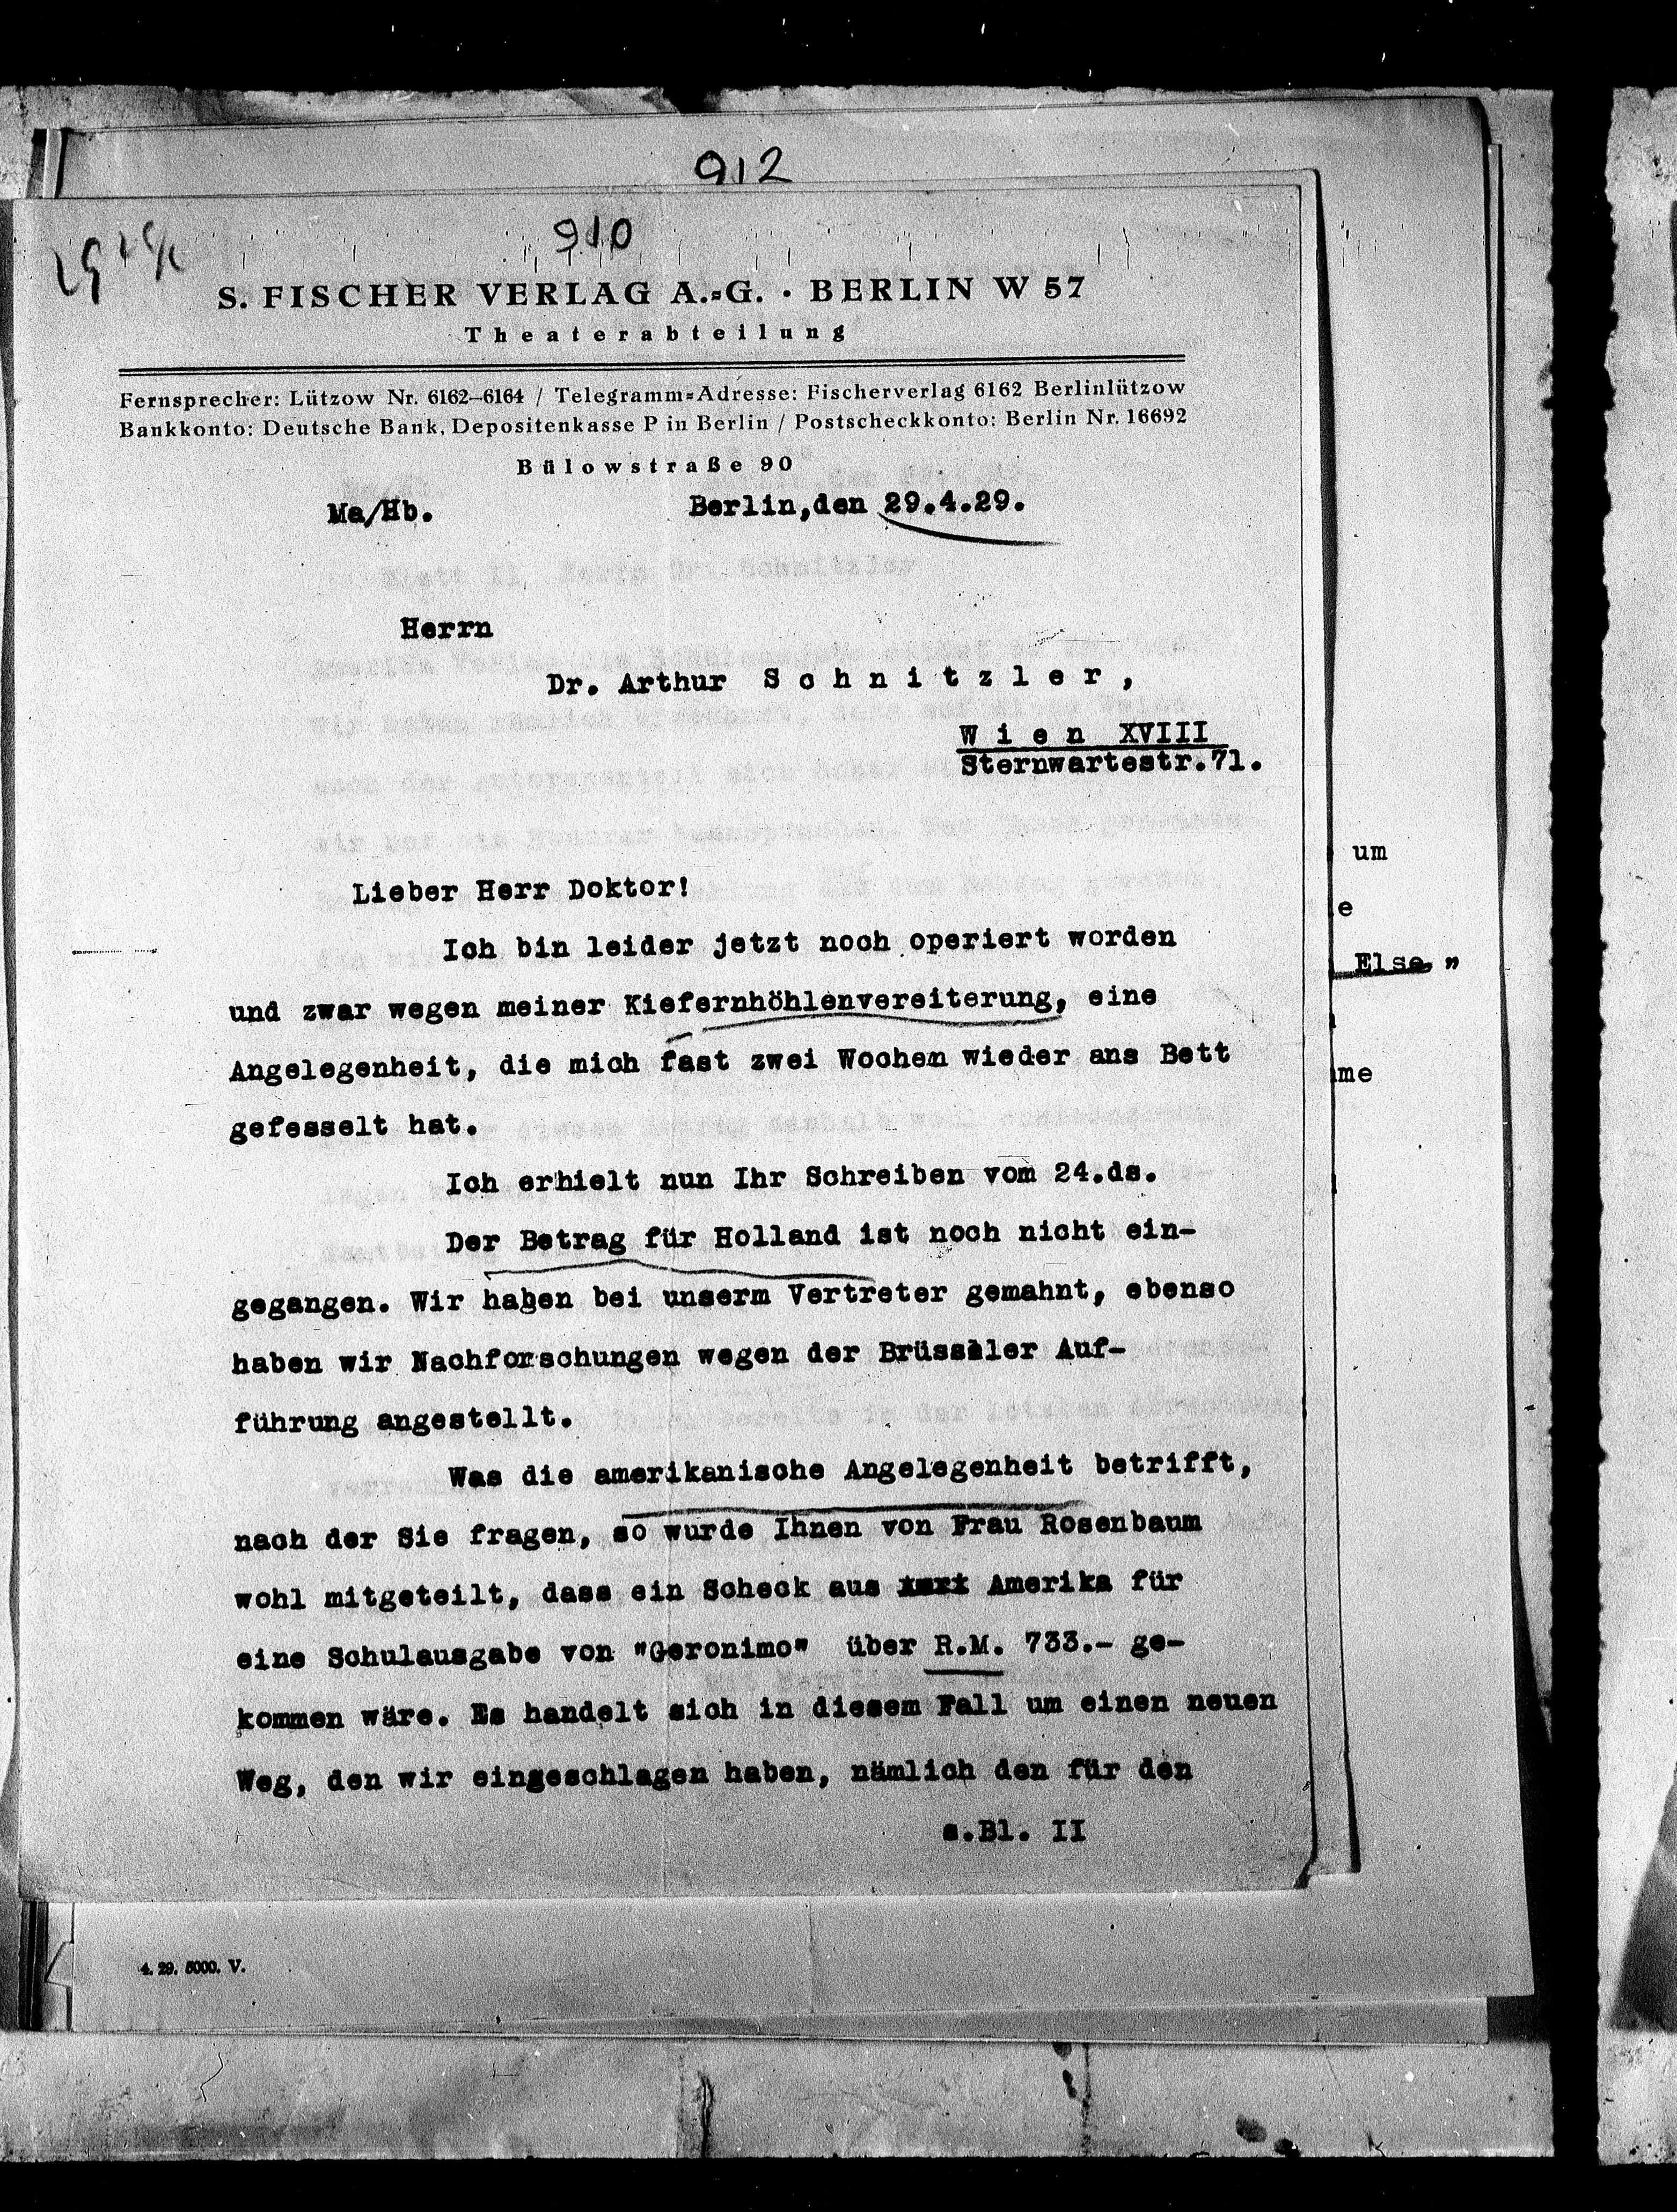 912
910
S. FISCHER VERLAG A.=G. · BERLIN W 57
Theaterabteilung
Fernsprecher: Lützow Nr. 6162–6164 / Telegramm=Adresse: Fischerverlag 6162 Berlinlützow
Bankkonto: Deutsche Bank, Depositenkasse P in Berlin / Postscheckkonto: Berlin Nr. 16692
Bülowstraße 90
Ma/Hb. Berlin,den 29.4.29.
Herrn
Dr. Arthur S c h n i t z l e r ,
W i e n XVIII
Sternwartestr.71.
Lieber Herr Doktor!
Ich bin leider jetzt noch operiert worden
und zwar wegen meiner Kiefernhöhlenvereiterung, eine
Angelegenheit, die mich fast zwei Wochen wieder ans Bett
gefesselt hat.
Ich erhielt nun Ihr Schreiben vom 24.ds.
Der Betrag für Holland ist noch nicht ein-
gegangen. Wir haben bei unserm Vertreter gemahnt, ebenso
haben wir Nachforschungen wegen der Brüsseler Auf-
führung angestellt.
Was die amerikanische Angelegenheit betrifft,
nach der Sie fragen, so wurde Ihnen von Frau Rosenbaum
wohl mitgeteilt, dass ein Scheck aus Amerika für
eine Schulausgabe von "Geronimo" über R.M. 733.- ge-
kommen wäre. Es handelt sich in diesem Fall um einen neuen
Weg, den wir eingeschlagen haben, nämlich den für den
s.Bl. II
um
e
Else "
me
4. 29. 5000. V.